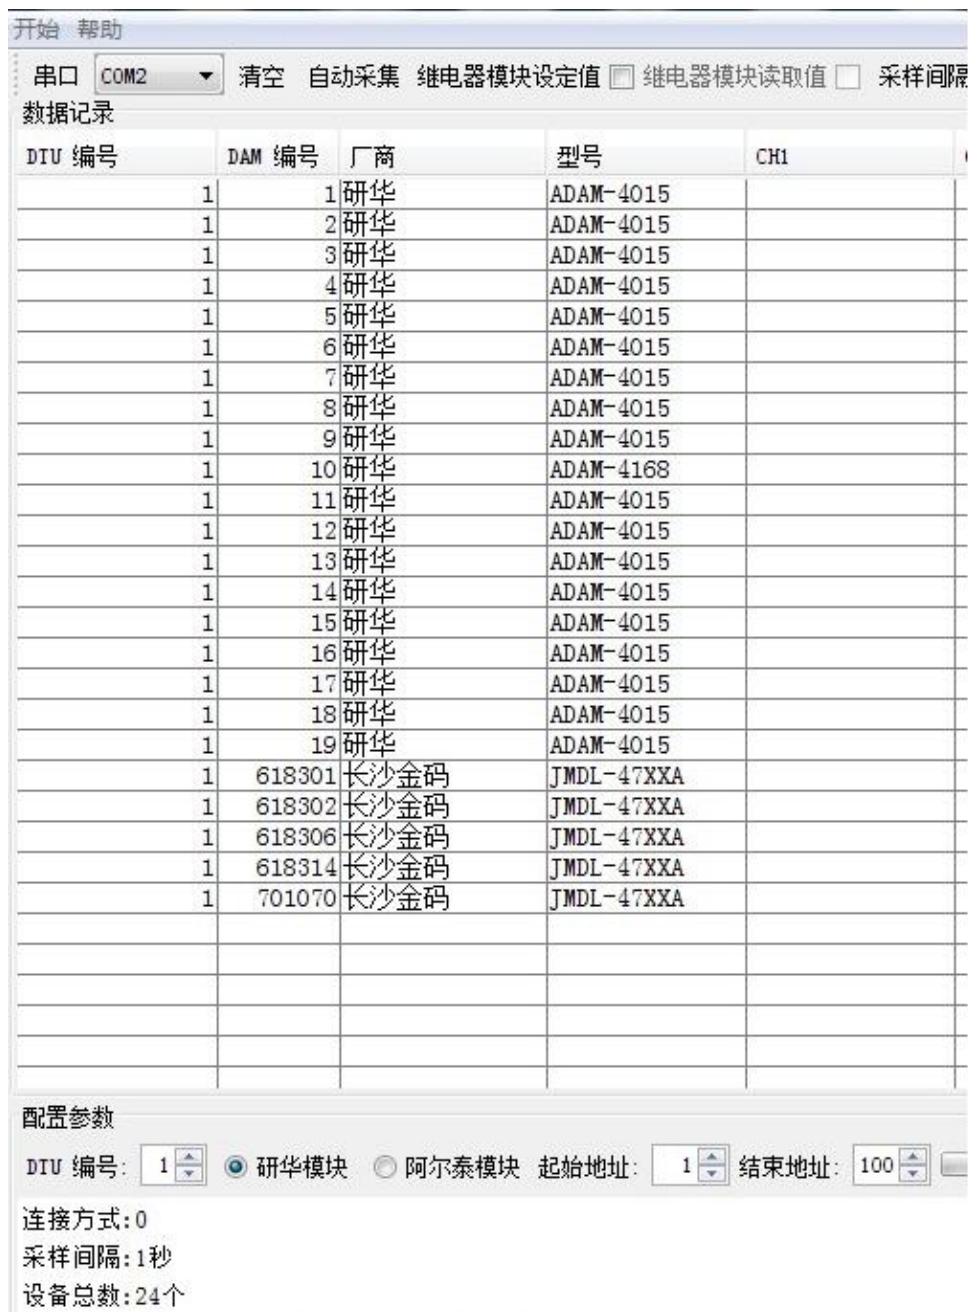 开始 帮助
串口 COM2 清空 自动采集 继电器模块设定值 继电器模块读取值 采样间隔
数据记录
DTU 编号 DAM 编号 厂商 型号 CH1
1 1 研华 ADAM-4015
1 2 研华 ADAM-4015
1 3 研华 ADAM-4015
1 4 研华 ADAM-4015
1 5 研华 ADAM-4015
1 6 研华 ADAM-4015
1 7 研华 ADAM-4015
1 8 研华 ADAM-4015
1 9 研华 ADAM-4015
1 10 研华 ADAM-4168
1 11 研华 ADAM-4015
1 12 研华 ADAM-4015
1 13 研华 ADAM-4015
1 14 研华 ADAM-4015
1 15 研华 ADAM-4015
1 16 研华 ADAM-4015
1 17 研华 ADAM-4015
1 18 研华 ADAM-4015
1 19 研华 ADAM-4015
1 618301 长沙金码 JMDL-47XXA
1 618302 长沙金码 JMDL-47XXA
1 618306 长沙金码 JMDL-47XXA
1 618314 长沙金码 JMDL-47XXA
1 701070 长沙金码 JMDL-47XXA
配置参数
DTU 编号: 1 研华模块 阿尔泰模块 起始地址: 1 结束地址: 100
连接方式:0
采样间隔:1秒
设备总数:24个